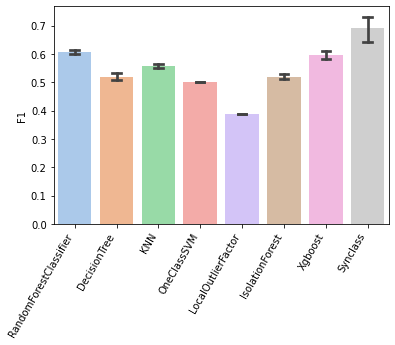 0.7
0.6
0.5
0.4
0.3
0.2
0.1
0.0
F1
RandomForestClassifier
DecisionTree
KNN
OneClassSVM
LocalOutlierFactor
IsolationForest
Xgboost
Synclass